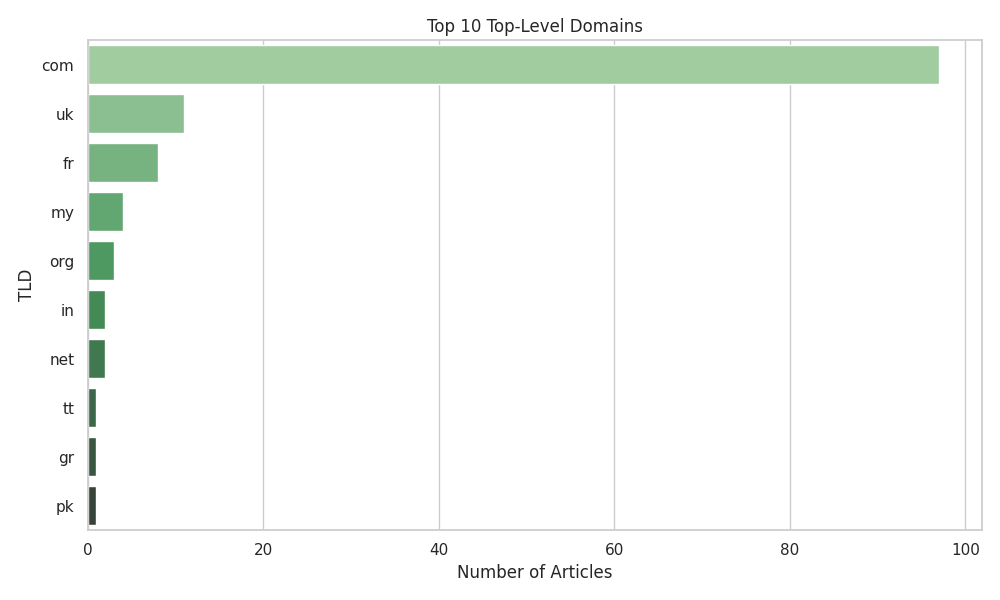 Top 10 Top-Level Domains
com
uk
fr
my
org
in
net
tt
gr
pk
TLD
0 20 40 60 80 100
Number of Articles